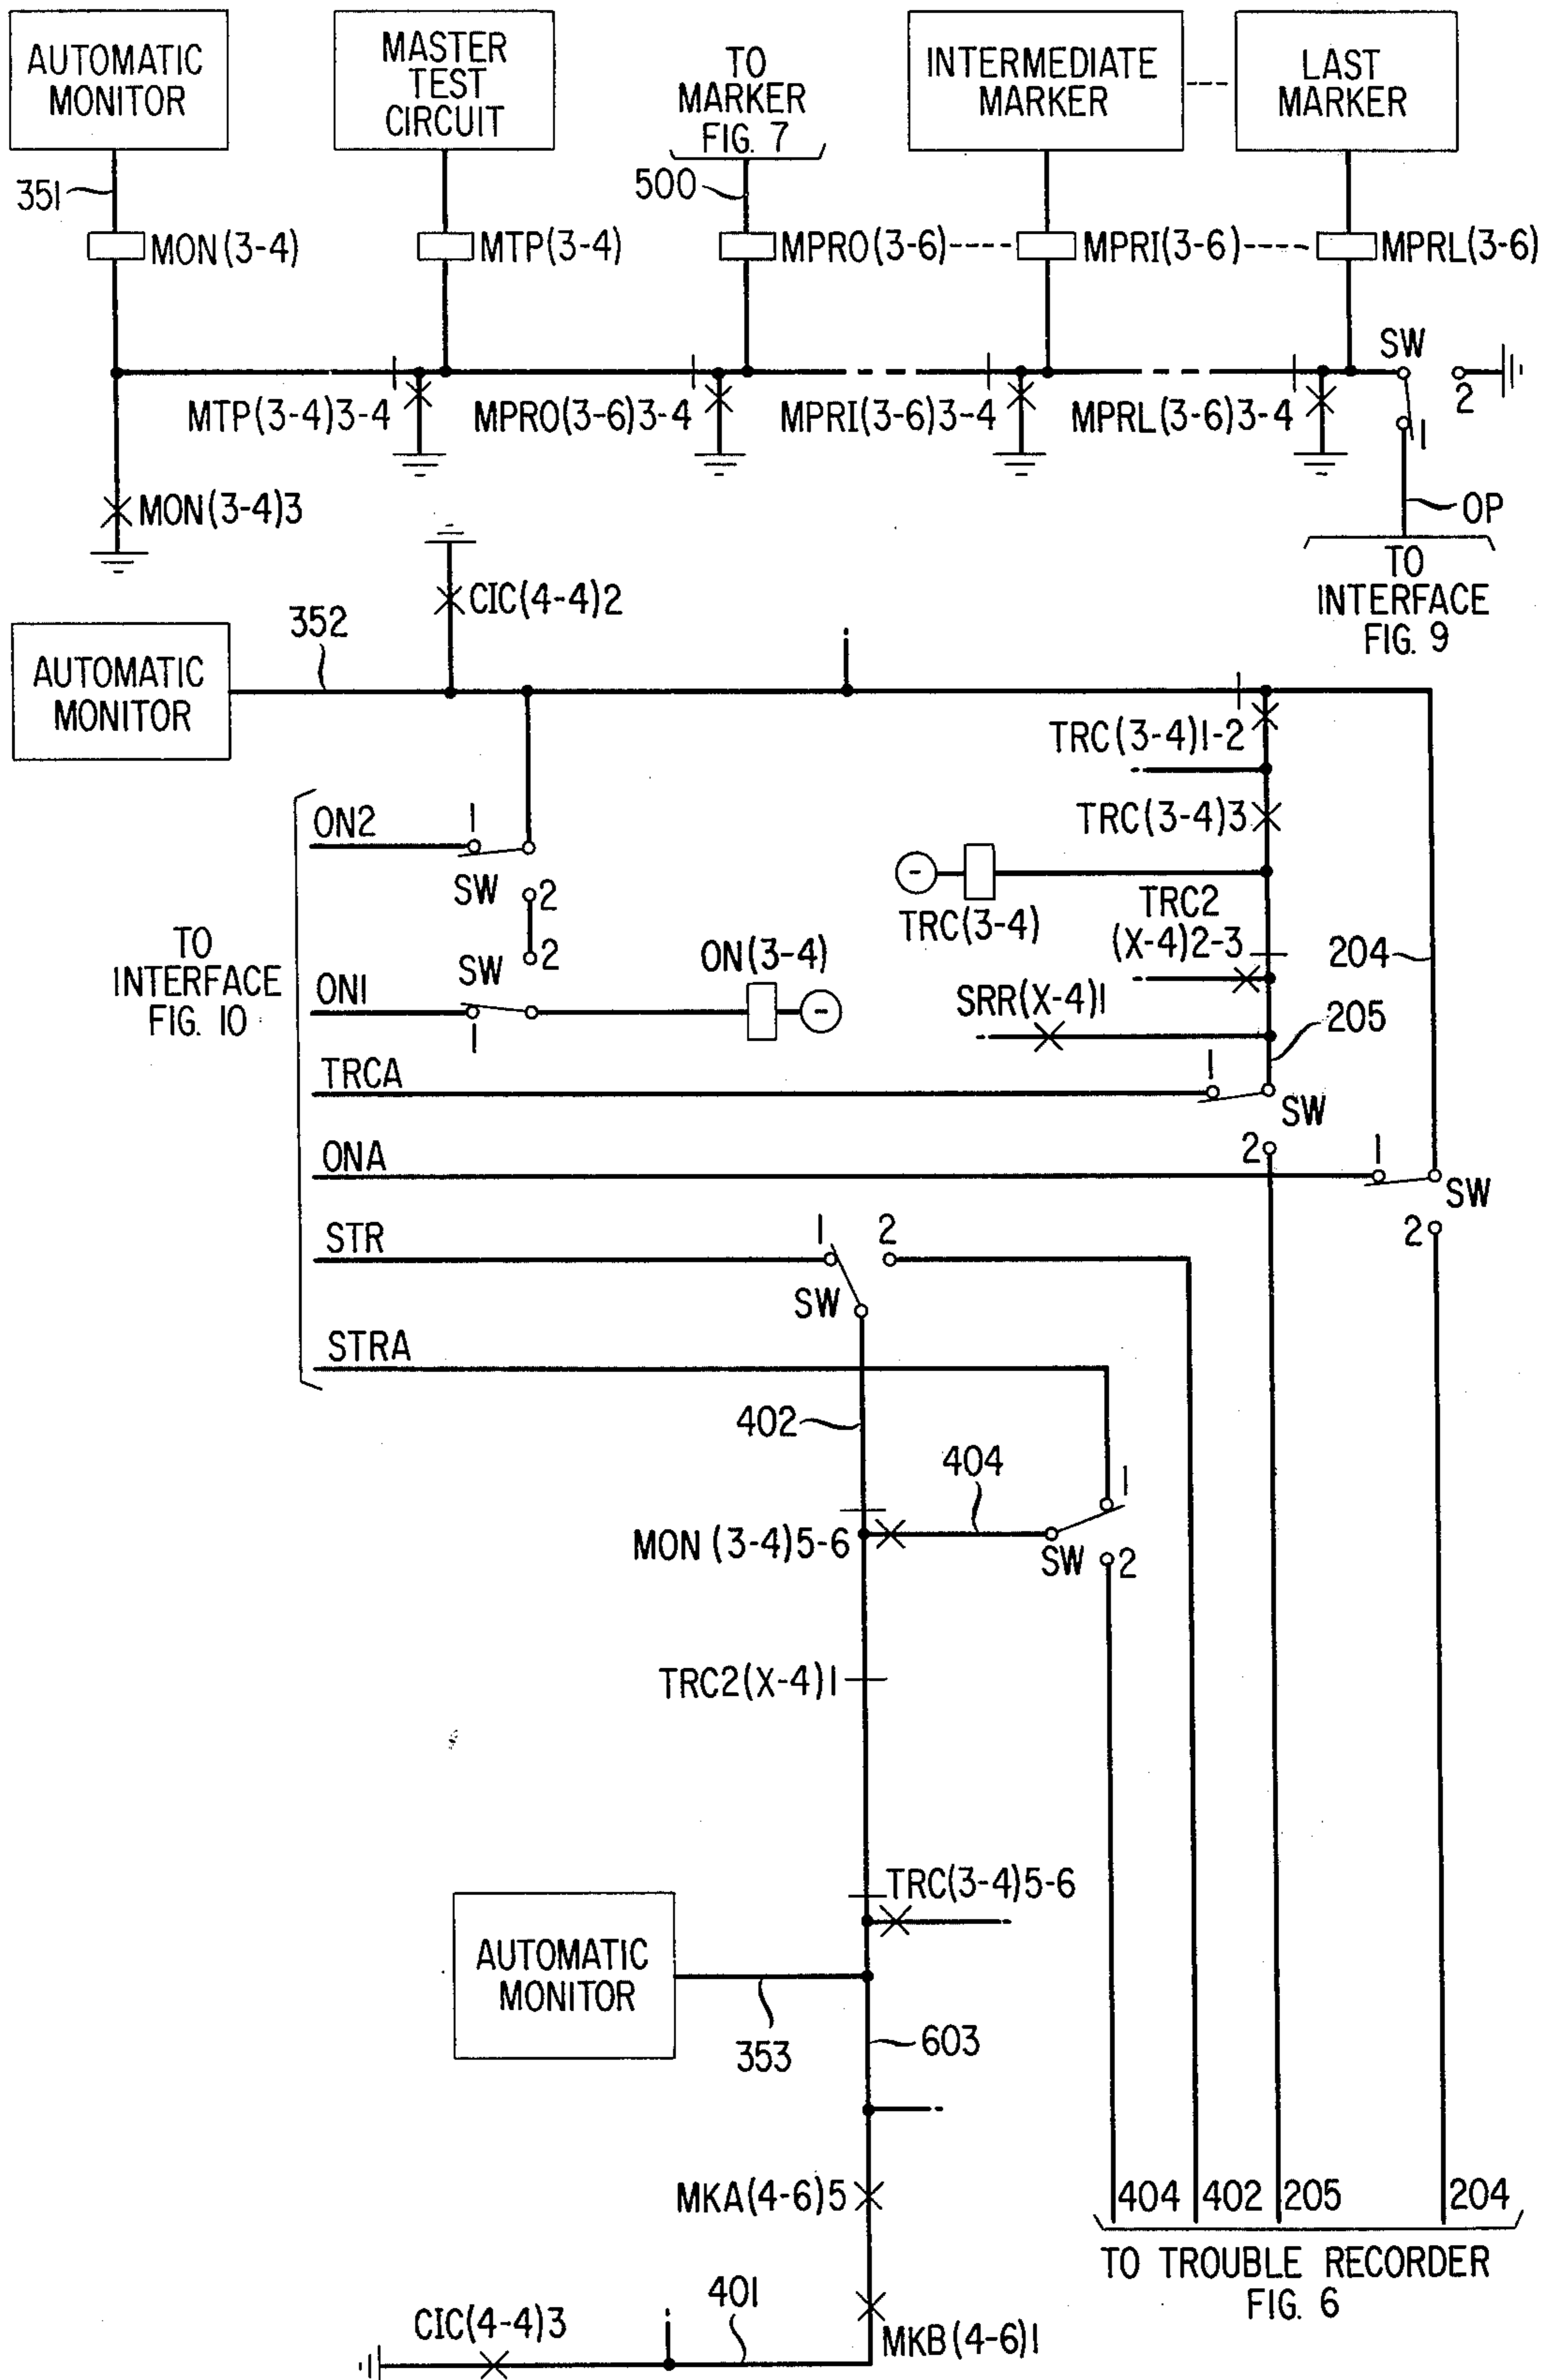 AUTOMATIC
MONITOR
MASTER
TEST
CIRCUIT
TO
MARKER
FIG. 7
INTERMEDIATE
MARKER
LAST
MARKER
351
500
MON(3-4)
MTP(3-4)
MPRO(3-6)
MPRI(3-6)
MPRL(3-6)
SW
MTP(3-4)3-4
MPRO(3-6)3-4
MPRI(3-6)3-4
MPRL(3-6)3-4
2
1
MON(3-4)3
OP
TO
INTERFACE
FIG. 9
CIC(4-4)2
352
AUTOMATIC
MONITOR
TRC(3-4)1-2
ON2
1
TRC(3-4)3
SW
2
TRC(3-4)
TRC2
(X-4)2-3
TO
INTERFACE
FIG. 10
2
SW
ON(3-4)
204
ON1
1
SRR(X-4)1
205
TRCA
1
SW
2
ONA
1
SW
2
STR
1
2
SW
STRA
402
404
1
MON (3-4)5-6
SW
2
TRC2(X-4)1
TRC(3-4)5-6
AUTOMATIC
MONITOR
353
603
MKA(4-6)5
404
402
205
204
TO TROUBLE RECORDER
FIG. 6
401
CIC(4-4)3
MKB(4-6)1